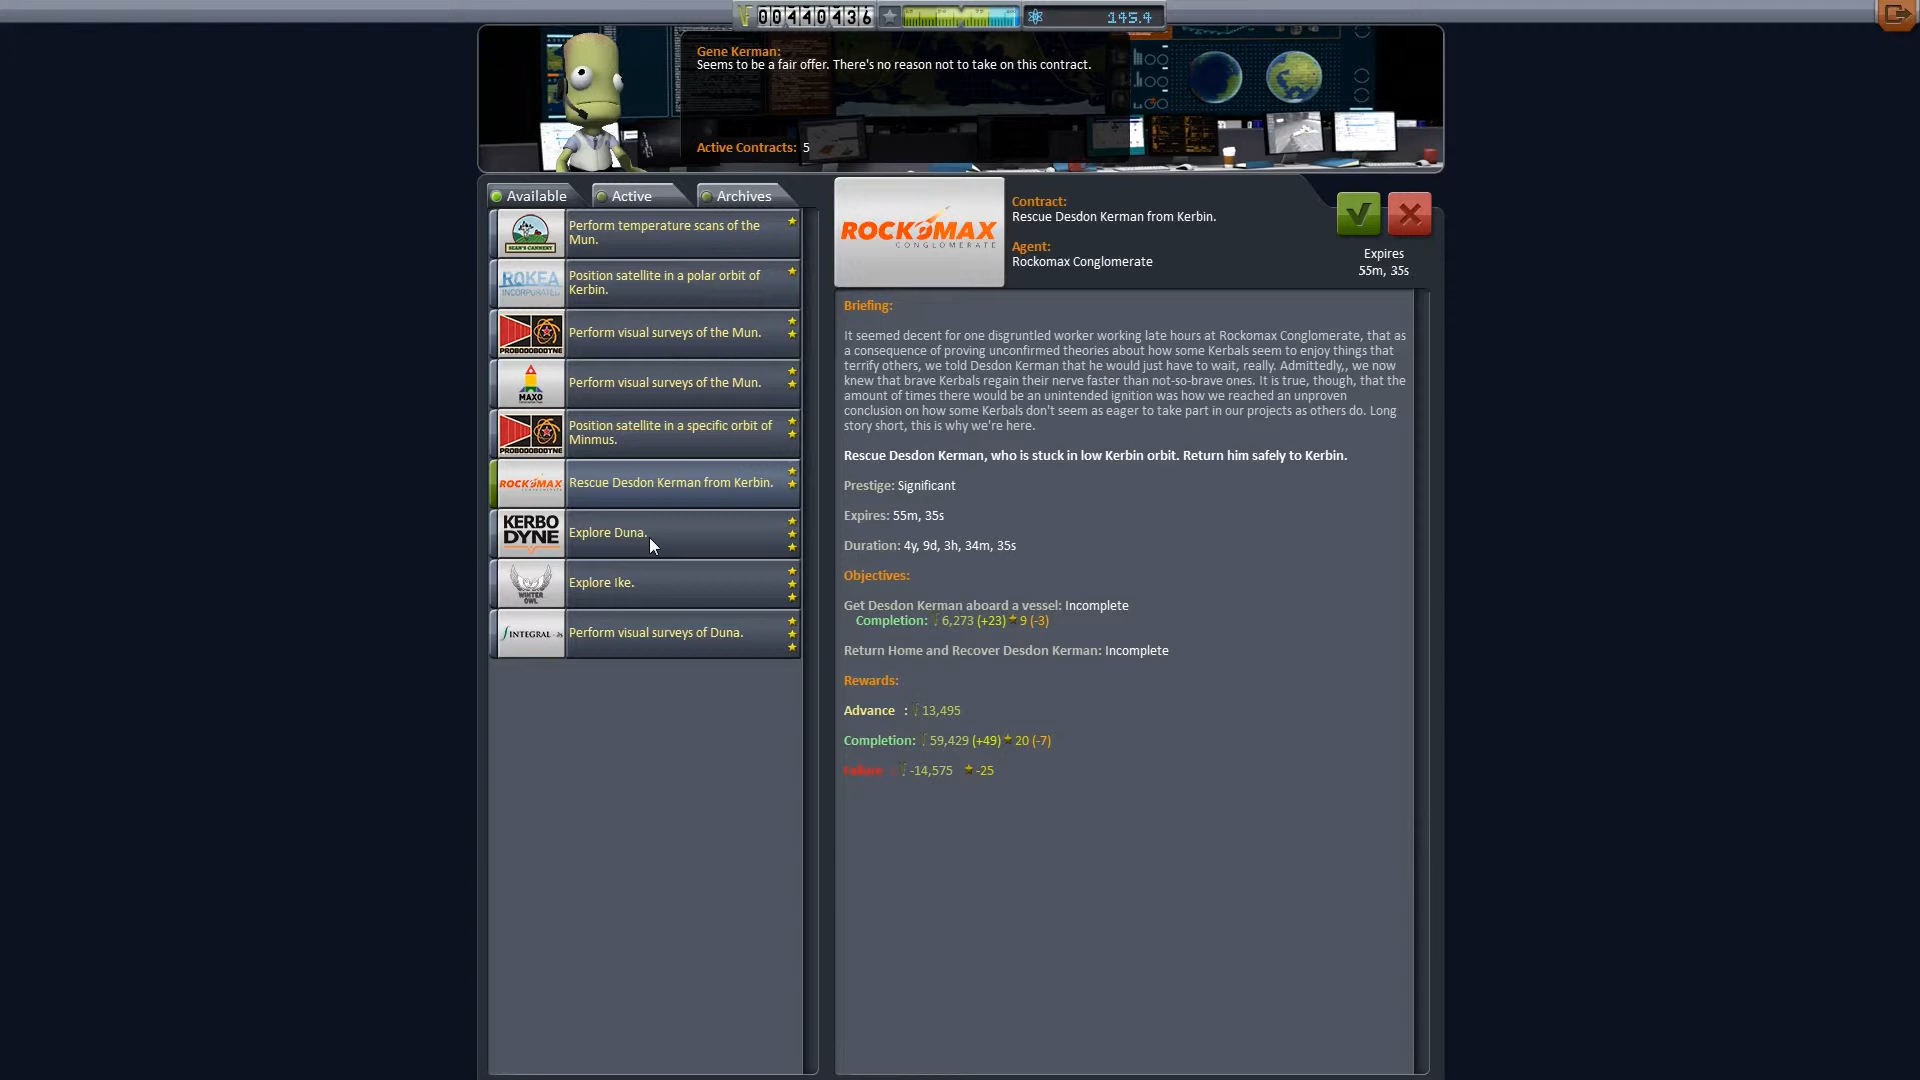 00440436
145.4
Gene Kerman:
Seems to be a fair offer. There's no reason not to take on this contract.
Active Contracts: 5
Available
Active
Archives
Perform temperature scans of the
Mun.
ROKEA
INCORPORATED
Position satellite in a polar orbit of
Kerbin.
PROBODOBODYNE
Perform visual surveys of the Mun.
MAXO
Perform visual surveys of the Mun.
PROBODOBODYNE
Position satellite in a specific orbit of
Minmus.
ROCKOMAX
Rescue Desdon Kerman from Kerbin.
KERBO
DYNE
Explore Duna.
WINTER
OWL
Explore Ike.
INTEGRAL
Perform visual surveys of Duna.
ROCKOMAX
CONGLOMERATE
Contract:
Rescue Desdon Kerman from Kerbin.
Agent:
Rockomax Conglomerate
Expires
55m, 35s
Briefing:
It seemed decent for one disgruntled worker working late hours at Rockomax Conglomerate, that as
a consequence of proving unconfirmed theories about how some Kerbals seem to enjoy things that
terrify others, we told Desdon Kerman that he would just have to wait, really. Admittedly,, we now
knew that brave Kerbals regain their nerve faster than not-so-brave ones. It is true, though, that the
amount of times there would be an unintended ignition was how we reached an unproven
conclusion on how some Kerbals don't seem as eager to take part in our projects as others do. Long
story short, this is why we're here.
Rescue Desdon Kerman, who is stuck in low Kerbin orbit. Return him safely to Kerbin.
Prestige: Significant
Expires: 55m, 35s
Duration: 4y, 9d, 3h, 34m, 35s
Objectives:
Get Desdon Kerman aboard a vessel: Incomplete
Completion: 6,273 (+23) 9 (-3)
Return Home and Recover Desdon Kerman: Incomplete
Rewards:
Advance : 13,495
Completion: 59,429 (+49) 20 (-7)
Failure : -14,575 -25